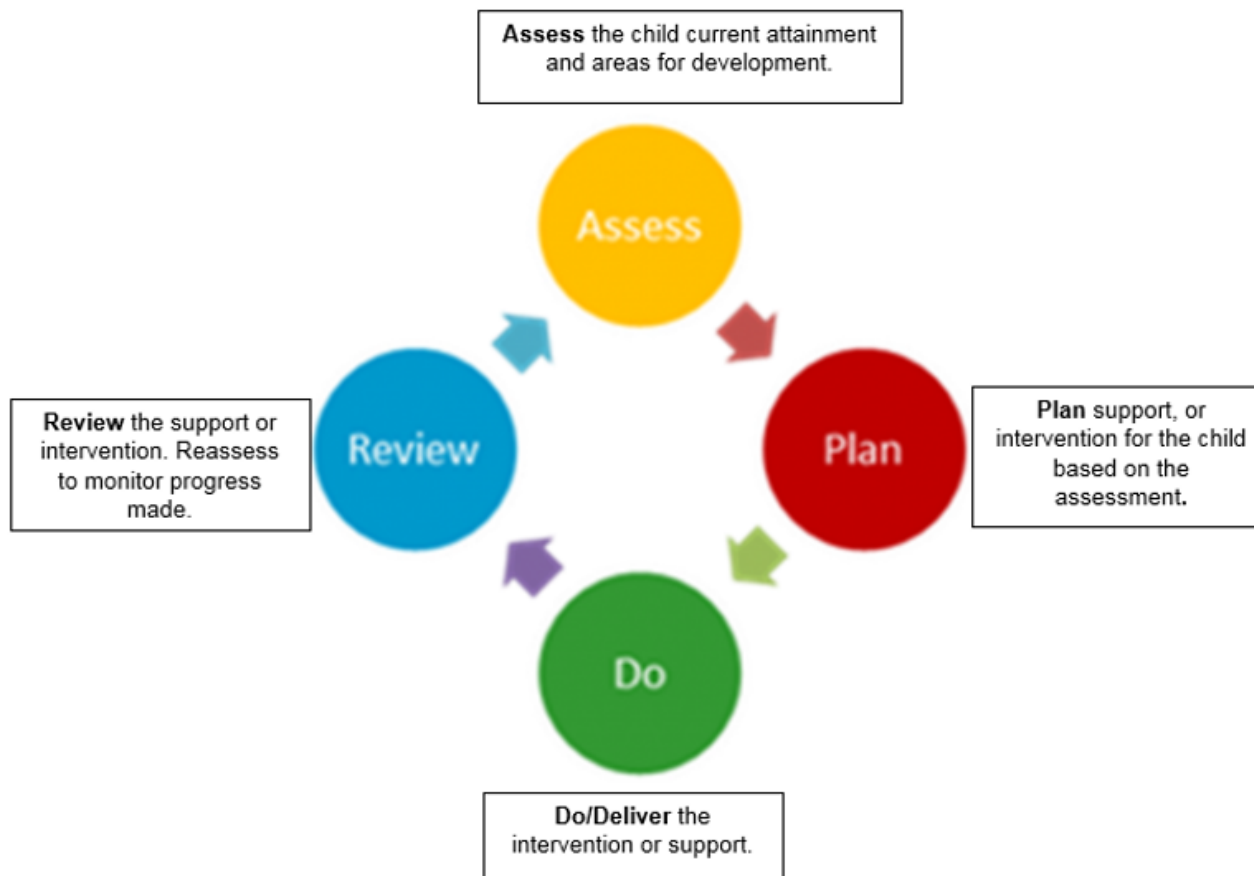 Assess the child current attainment
and areas for development.
Assess
Review the support or
intervention. Reassess
to monitor progress
made.
Review
Plan
Plan support, or
intervention for the child
based on the
assessment.
Do
Do/Deliver the
intervention or support.